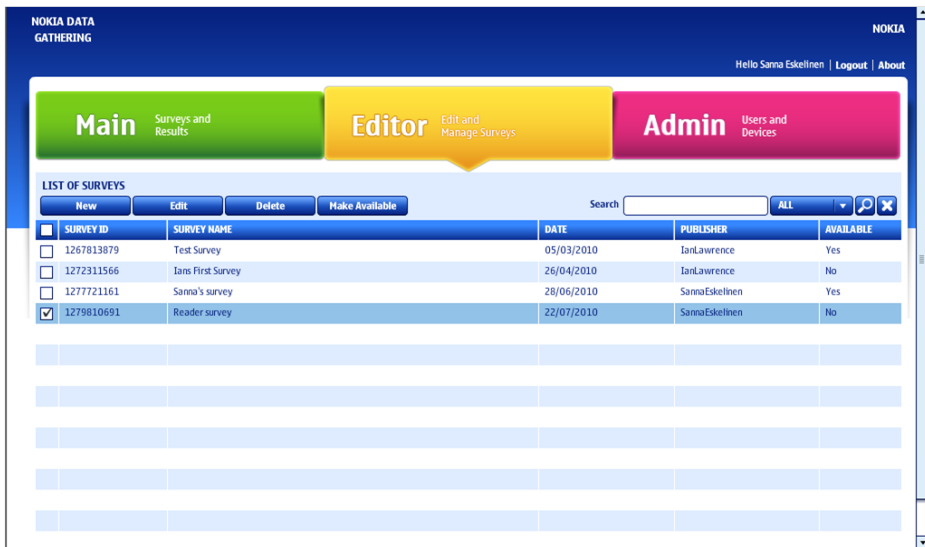 NOKIA DATA
GATHERING
NOKIA
Hello Sanna Eskelinen | Logout | About
Main Surveys and
Results
Editor Edit and
Manage Surveys
Admin Users and
Devices
LIST OF SURVEYS
New Edit Delete Make Available Search ALL
SURVEY ID SURVEY NAME DATE PUBLISHER AVAILABLE
1267813879 Test Survey 05/03/2010 IanLawrence Yes
1272311566 Ians First Survey 26/04/2010 IanLawrence No
1277721161 Sanna's survey 28/06/2010 SannaEskelinen Yes
1279810691 Reader survey 22/07/2010 SannaEskelinen No